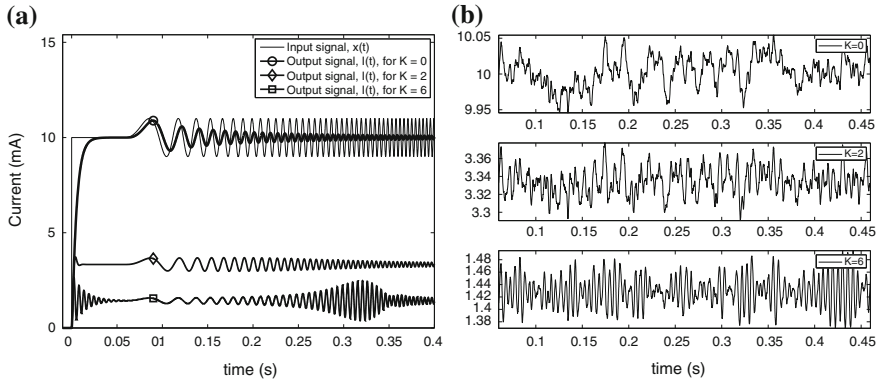 (a)
15
10
5
0
Current (mA)
Input signal, x(t)
Output signal, I(t), for K = 0
Output signal, I(t), for K = 2
Output signal, I(t), for K = 6
0 0.05 01 0.15 0.2 0.25 0.3 0.35 0.4
time (s)
(b)
10.05
10
9.95
K=0
0.1 0.15 0.2 0.25 0.3 0.35 0.4 0.45
3.36
3.34
3.3
K=2
0.1 0.15 0.2 0.25 0.3 0.35 0.4 0.45
1.48
1.46
1.44
1.42
1.4
1.38
K=6
0.1 0.15 0.2 0.25 0.3 0.35 0.4 0.45
time (s)